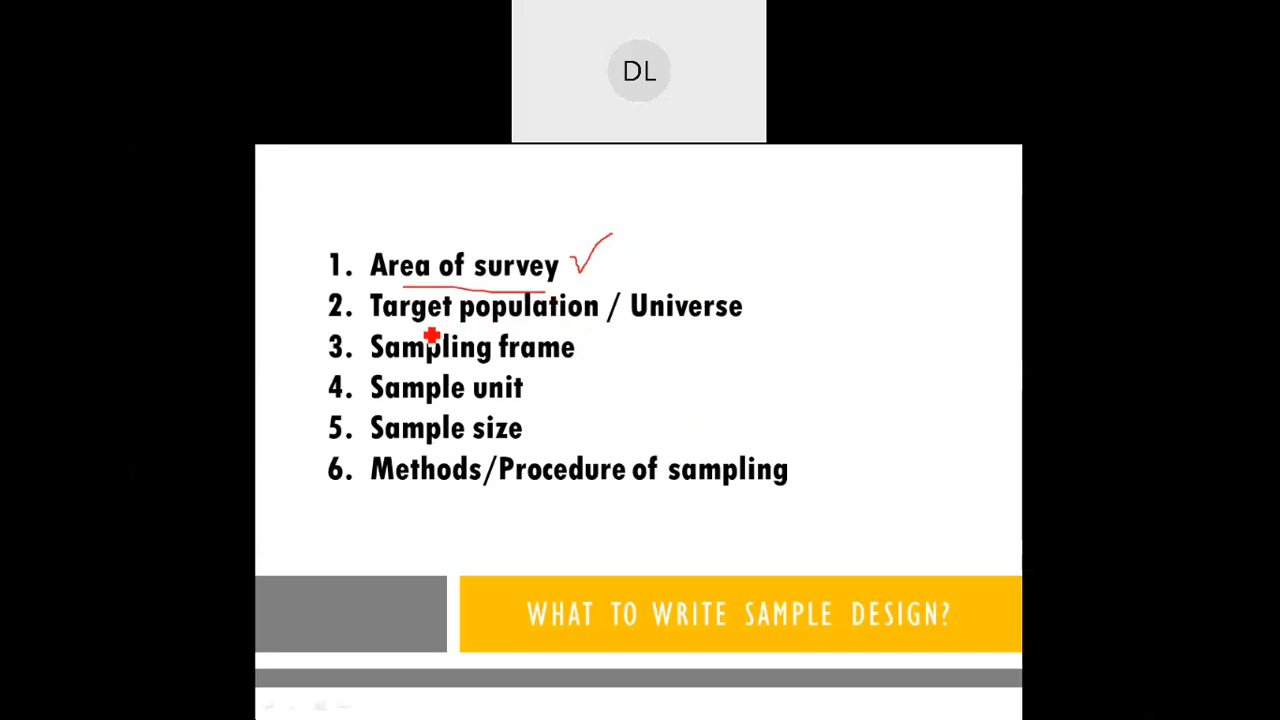 DL
1. Area of survey
2. Target population / Universe
3. Sampling frame
4. Sample unit
5. Sample size
6. Methods/Procedure of sampling
WHAT TO WRITE SAMPLE DESIGN?